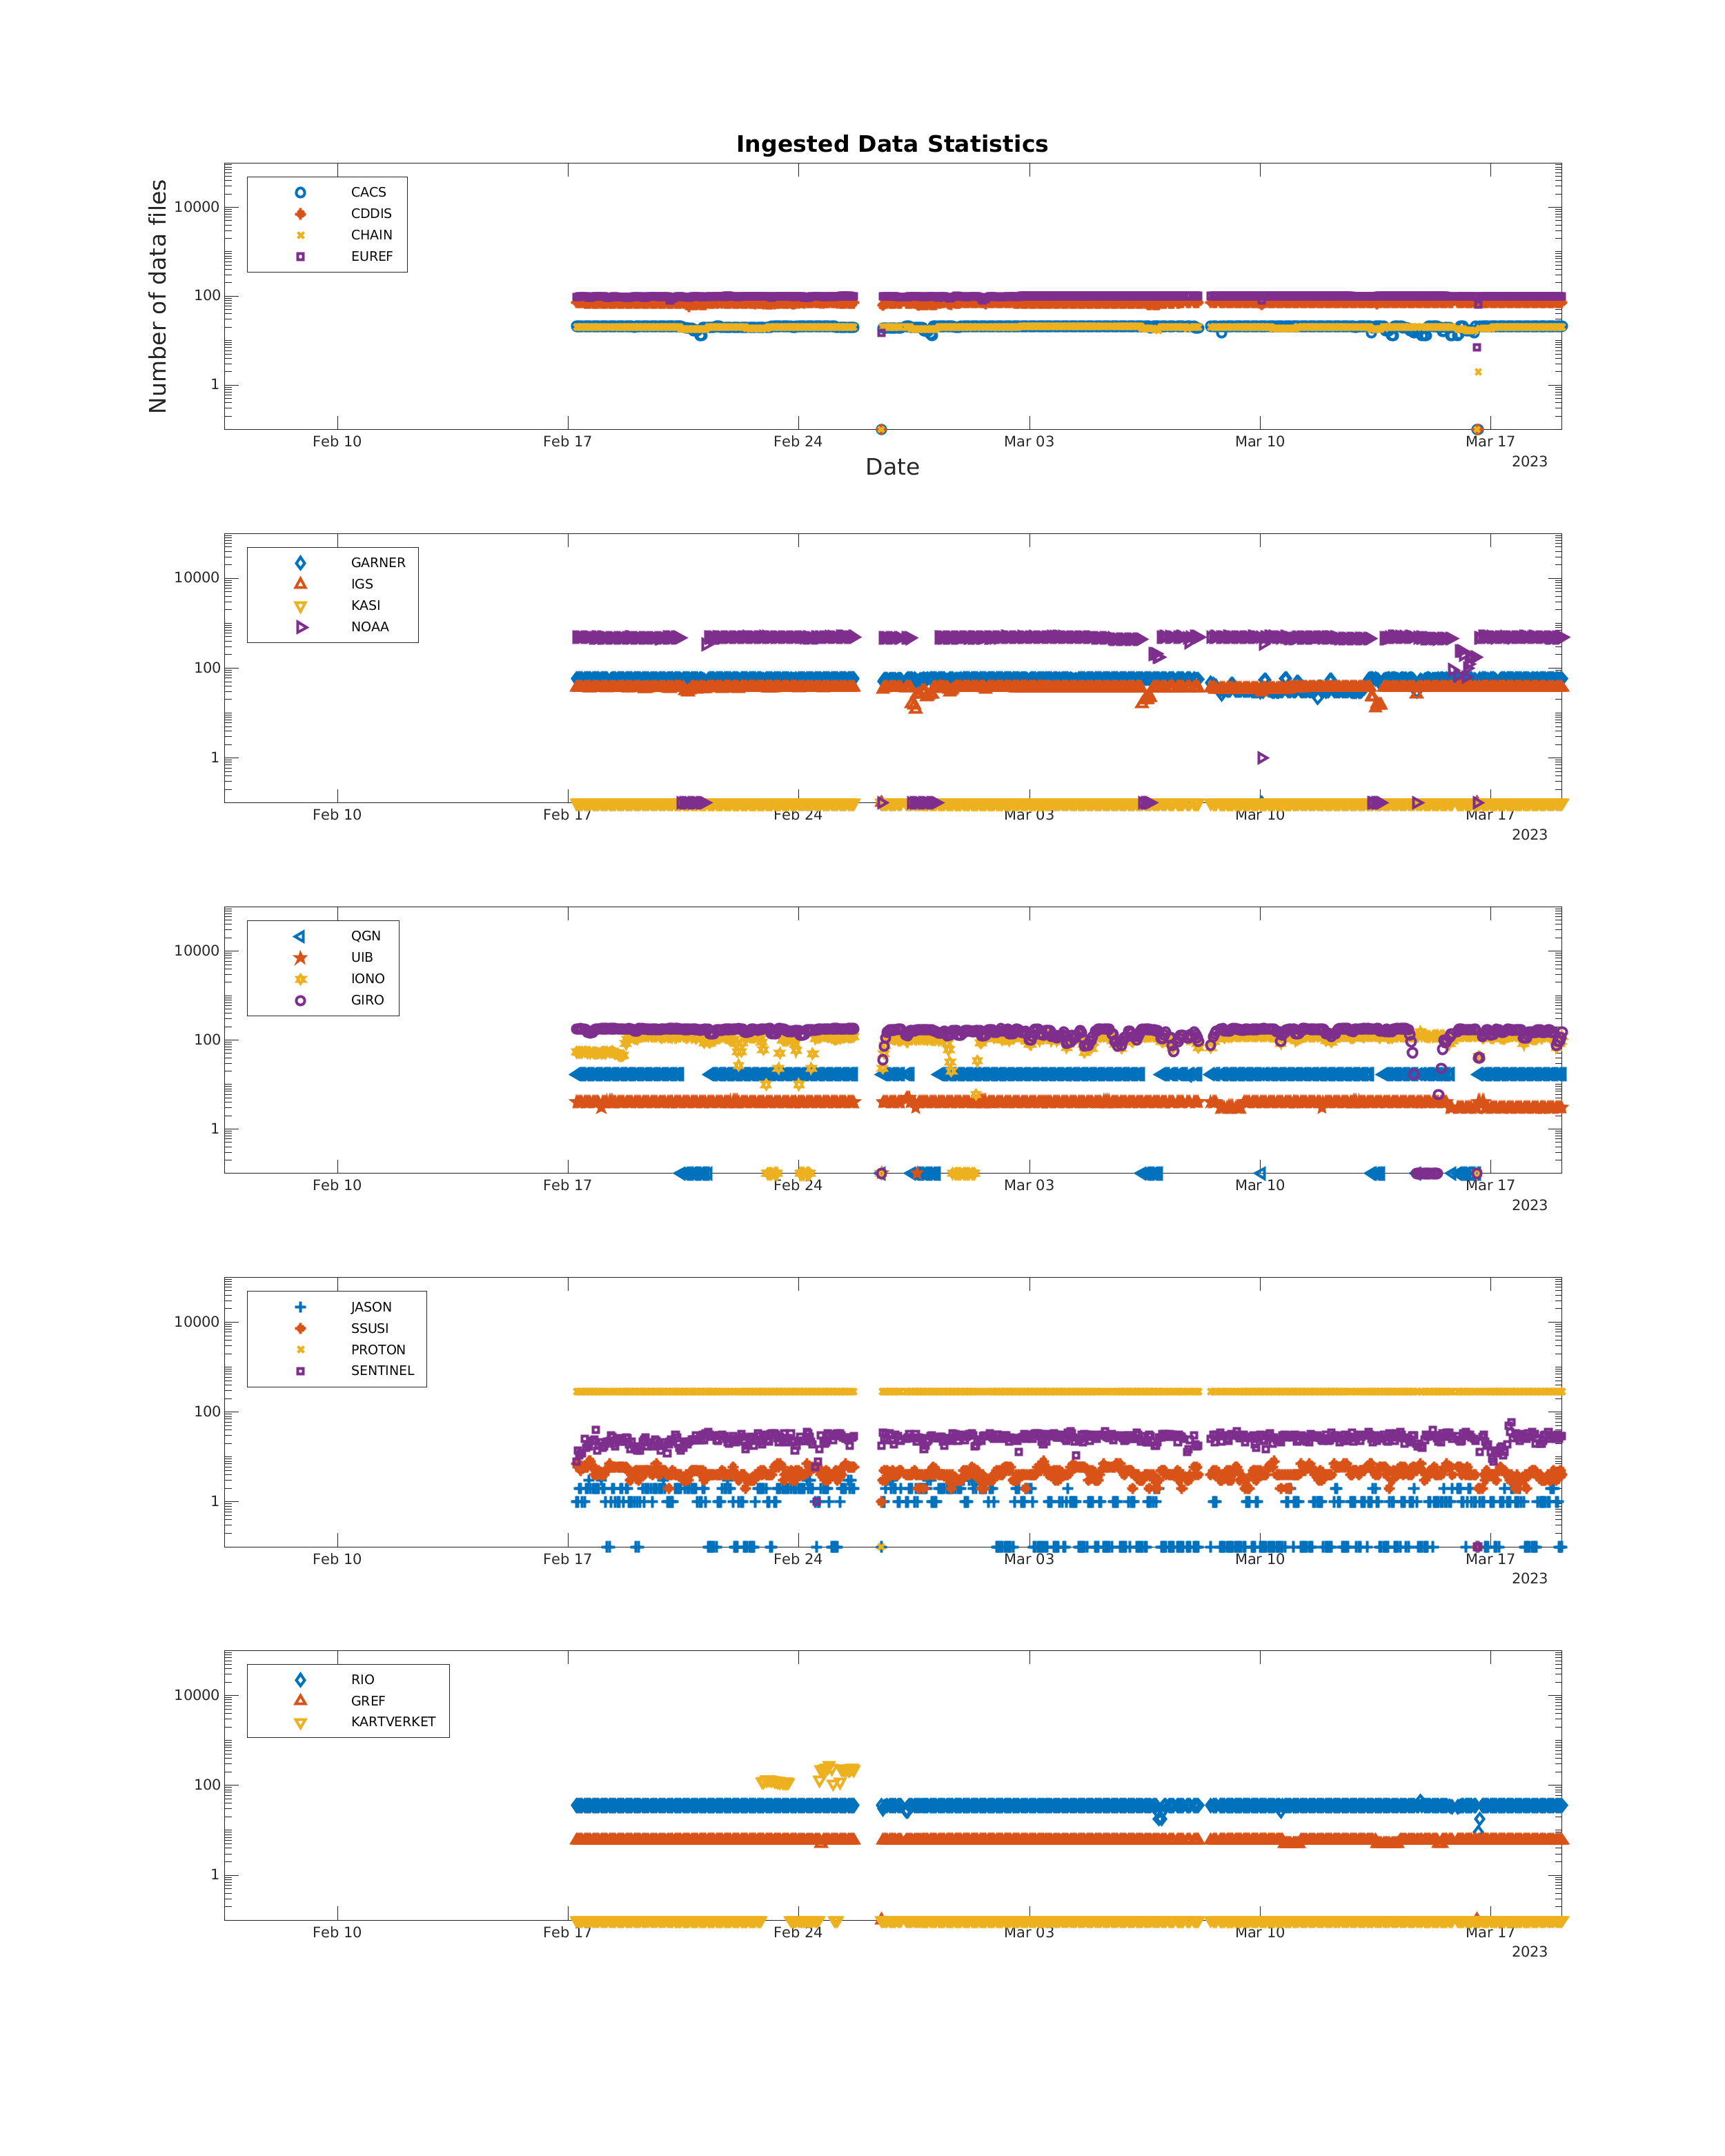 Ingested Data Statistics
Number of data files
10000
100
1
CACS
CDDIS
CHAIN
EUREF
Feb 10 Feb 17 Feb 24 Mar 03 Mar 10 Mar 17
2023
Date
10000
100
1
GARNER
IGS
KASI
NOAA
Feb 10 Feb 17 Feb 24 Mar 03 Mar 10 Mar 17
2023
10000
100
1
QGN
UIB
IONO
GIRO
Feb 10 Feb 17 Feb 24 Mar 03 Mar 10 Mar 17
2023
10000
100
1
JASON
SSUSI
PROTON
SENTINEL
Feb 10 Feb 17 Feb 24 Mar 03 Mar 10 Mar 17
2023
10000
100
1
RIO
GREF
KARTVERKET
Feb 10 Feb 17 Feb 24 Mar 03 Mar 10 Mar 17
2023